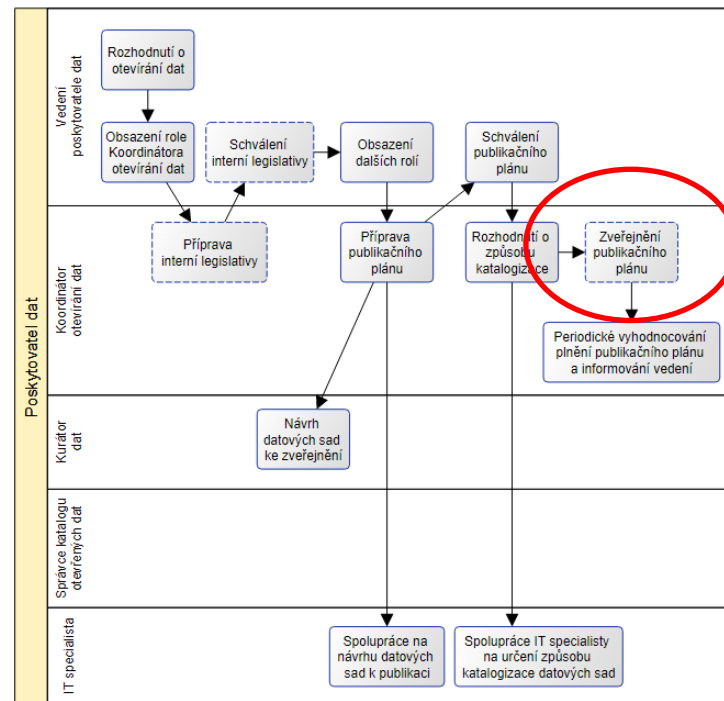 Poskytovatel dat
Vedení
poskytovatele dat
Rozhodnutí o
otevírání dat
Obsazení role
Koordinátora
otevírání dat
Schválení
interní legislativy
Obsazení
dalších rolí
Schválení
publikačního
plánu
Koordinátor
otevírání dat
Příprava
interní legislativy
Příprava
publikačního
plánu
Rozhodnutí o
způsobu
katalogizace
Zveřejnění
publikačního
plánu
Periodické vyhodnocování
plnění publikačního plánu
a informování vedení
Kurátor
dat
Návrh
datových sad
ke zveřejnění
Správce katalogu
otevřených dat
IT specialista
Spolupráce na
návrhu datových
sad k publikaci
Spolupráce IT specialisty
na určení způsobu
katalogizace datových sad